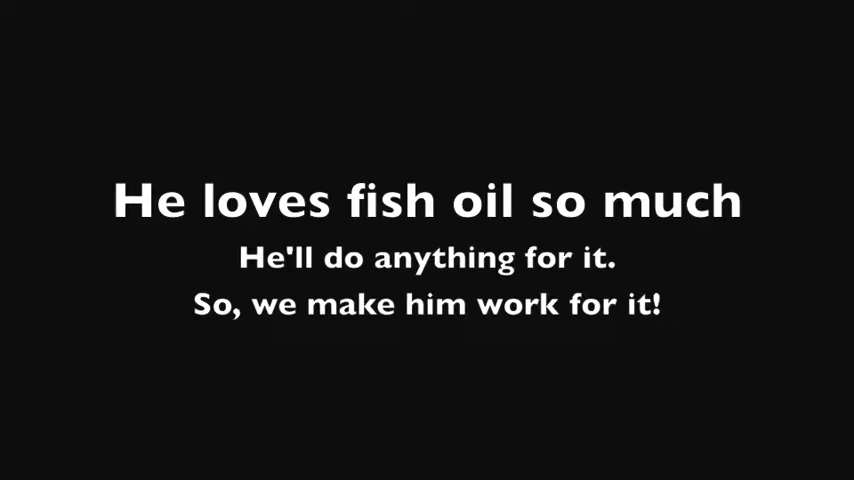 He loves fish oil so much
He'll do anything for it.
So, we make him work for it!